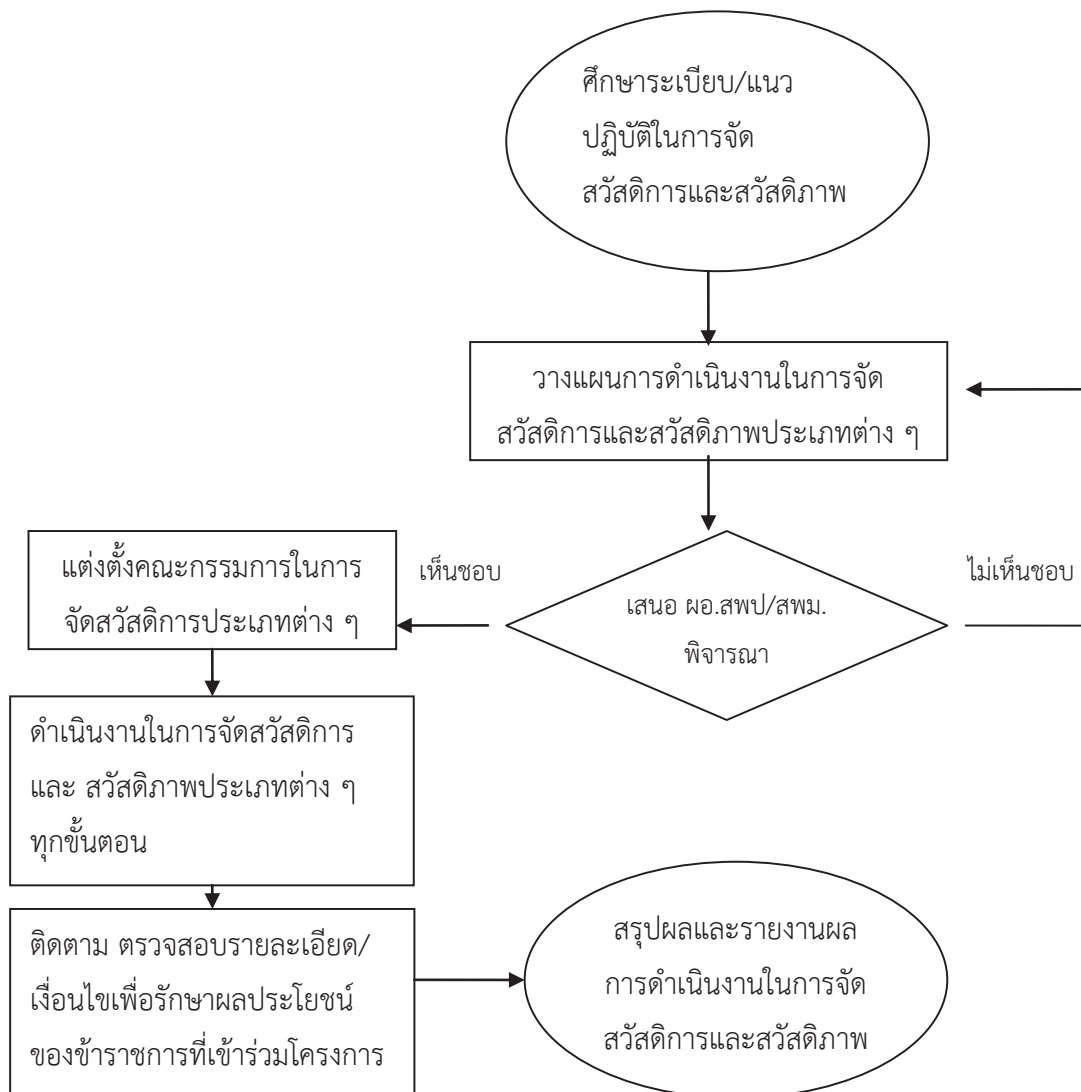 ศึกษาระเบียบ/แนว
ปฏิบัติในการจัด
สวัสดิการและสวัสดิภาพ
วางแผนการดำเนินงานในการจัด
สวัสดิการและสวัสดิภาพประเภทต่าง ๆ
แต่งตั้งคณะกรรมการในการ
จัดสวัสดิการประเภทต่าง ๆ
เห็นชอบ
เสนอ ผอ.สพป/สพม.
พิจารณา
ไม่เห็นชอบ
ดำเนินงานในการจัดสวัสดิการ
และ สวัสดิภาพประเภทต่าง ๆ
ทุกขั้นตอน
ติดตาม ตรวจสอบรายละเอียด/
เงื่อนไขเพื่อรักษาผลประโยชน์
ของข้าราชการที่เข้าร่วมโครงการ
สรุปผลและรายงานผล
การดำเนินงานในการจัด
สวัสดิการและสวัสดิภาพ